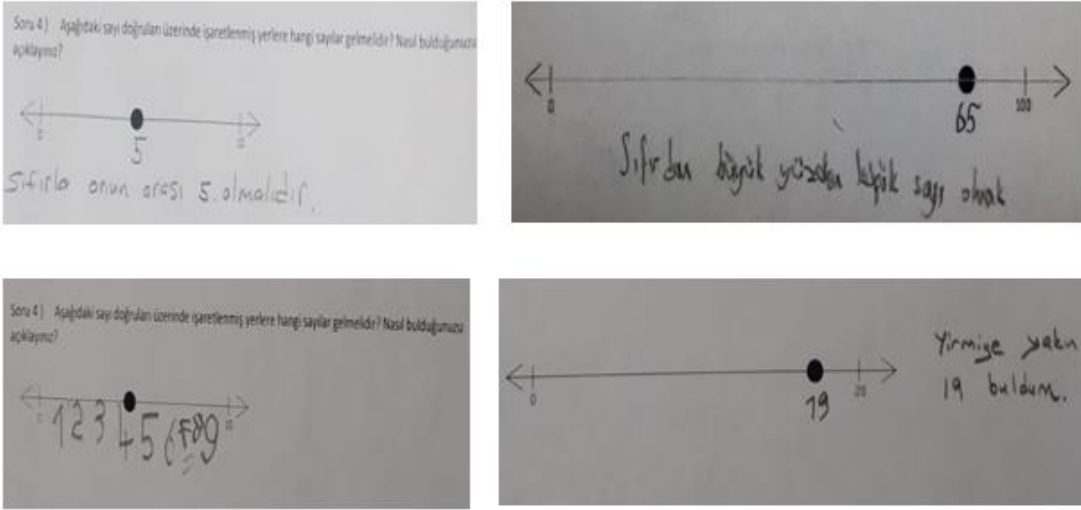 Soru 4) Aşağıdaki sayı doğruları üzerinde işaretlenmiş yerlere hangi sayılar gelmelidir? Nasıl bulduğunuzu
açıklayınız?
0 10
5
Sıfırla onun arası 5.olmalıdır.
0 100
65
Sıfırdan büyük yüzden küçük sayı olmak
Soru 4) Aşağıdaki sayı doğruları üzerinde işaretlenmiş yerlere hangi sayılar gelmelidir? Nasıl bulduğunuzu
açıklayınız?
0 10
1 2 3 4 5 6 7 8 9
0 20
19
Yirmiye yakın
19 buldum.